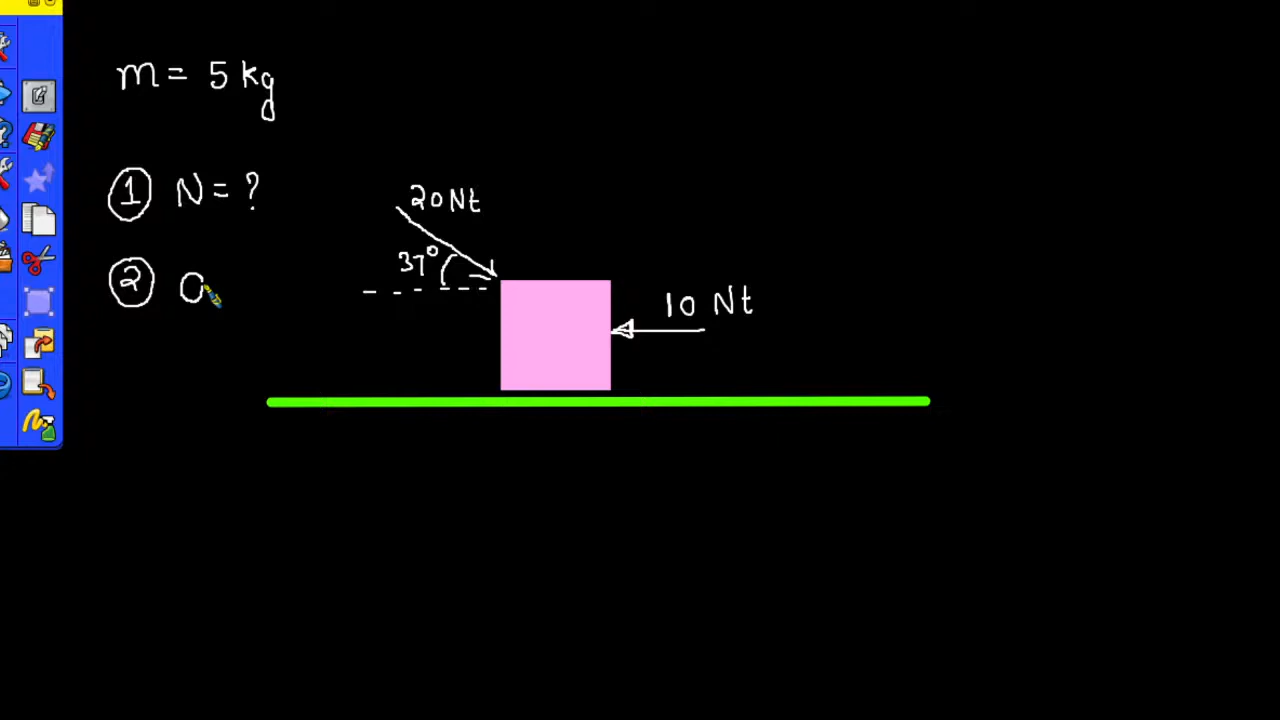 m = 5 kg
① N = ?
20 Nt
②
37°
10 Nt